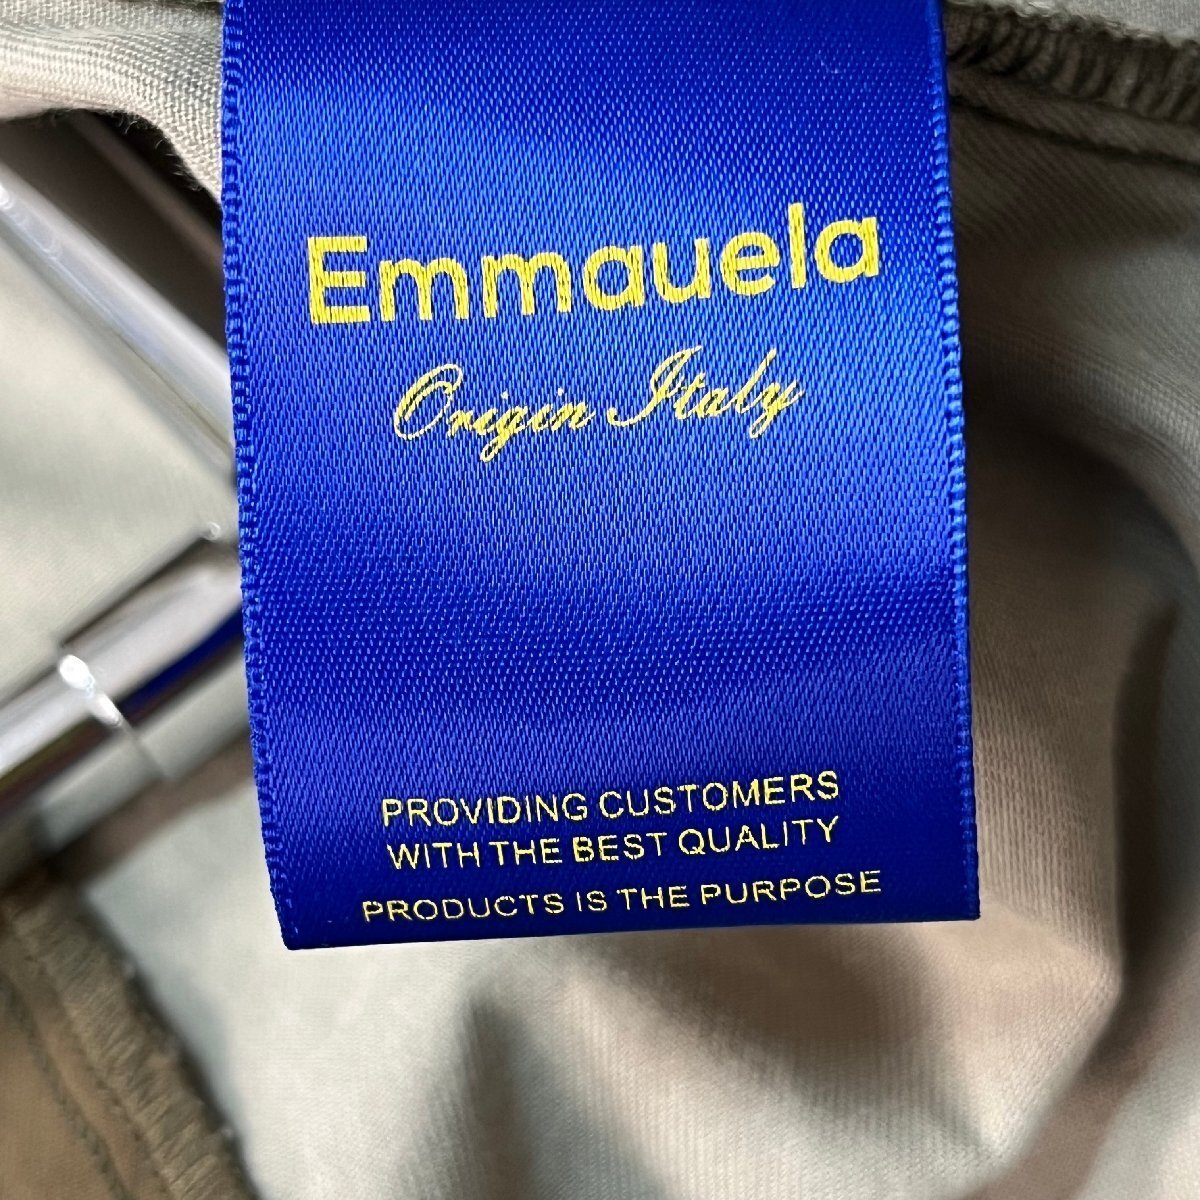 Emmauela
Origin Italy
PROVIDING CUSTOMERS
WITH THE BEST QUALITY
PRODUCTS IS THE PURPOSE